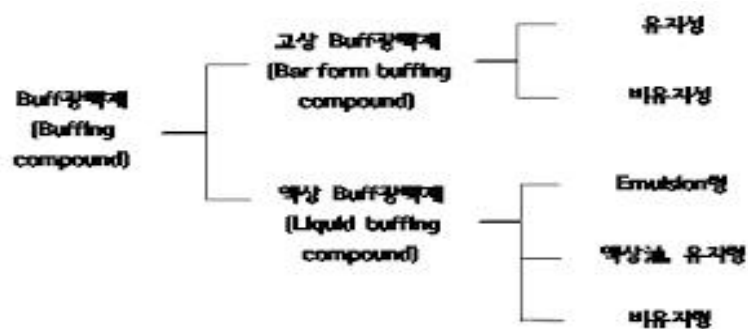 Buff광택제
(Buffing
compound)
고상 Buff광택제
(Bar form buffing
compound)
유지성
비유지성
액상 Buff광택제
(Liquid buffing
compound)
Emulsion형
액상油, 유지형
비유지형